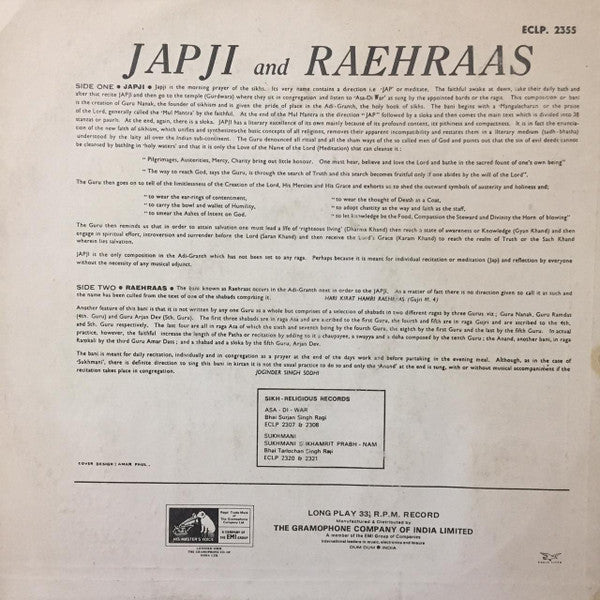 ECLP. 2355
JAPJI and RAEHRAAS
SIDE ONE • JAPJI • Japji is the morning prayer of the sikhs. Its very name contains a direction i.e 'JAP' or meditate. The faithful awake at dawn, take their daily bath and
after that recite JAPJI and then go to the temple (Gurdwara) where they sit in congregation and listen to 'Asa-Di War' as sung by the appointed bards or the ragis. This composition or bani
is the creation of Guru Nanak, the founder of sikhism and is given the pride of place in the Adi-Granth, the holy book of sikhs. The bani begins with a 'Mangalacharan' or the praise
of the Lord, generally called the 'Mul Mantra' by the faithful. At the end of the Mul Mantra is the direction "JAP" followed by a sloka and then comes the main text which is divided into 38
stanzas or pauris. At the end, again, there is a sloka. JAPJI has a literary excellence of its own mainly because of its profound content, its pithiness and compactness. It is in fact the enuncia-
tion of the new faith of sikhism, which unifies and synthesizes the basic concepts of all religions, removes their apparent incompatibility and restates them in a literary medium (sadh-bhasha)
understood by the laity all over the Indian sub-continent. The Guru denounced all ritual and all the sham ways of the so called men of God and points out that the sin of evil deeds cannot
be cleansed by bathing in 'holy waters' and that it is only the Love of the Name of the Lord (Meditation) that can cleanse it:
"Pilgrimages, Austerities, Mercy, Charity bring out little honour. One must hear, believe and love the Lord and bathe in the sacred fount of one's own being"
"The way to reach God, says the Guru, is through the search of Truth and this search becomes fruitful only if one abides by the will of the Lord".
The Guru then goes on to tell of the limitlessness of the Creation of the Lord, His Mercies and His Grace and exhorts us to shed the outward symbols of austerity and holiness and;
"to wear the ear-rings of contentment,
"to carry the bowl and wallet of Humility,
"to smear the Ashes of Intent on God.
"to wear the thought of Death as a Coat,
"to adopt chastity as the way and faith as the staff,
"to let knowledge be the Food, Compassion the Steward and Divinity the Horn of blowing"
The Guru then reminds us that in order to attain salvation one must lead a life of 'righteous living' (Dharma Khand) then reach a state of awareness or Knowledge (Gyan Khand) and then
engage in spiritual effort, introversion and surrender before the Lord (Saran Khand) and then receive the Lord's Grace (Karam Khand) to reach the realm of Truth or the Sach Khand
wherein lies salvation.
JAPJI is the only composition in the Adi-Granth which has not been set to any raga. Perhaps because it is meant for individual recitation or meditation (Jap) and reflection by everyone
without the necessity of any musical adjunct.
SIDE TWO • RAEHRAAS • The bani known as Raehraas occurs in the Adi-Granth next in order to the JAPJI. As a matter of fact there is no direction given to call it as such and
the name has been culled from the text of one of the shabads comprising it. HARI KIRAT HAMRI RAEHRAS (Gujri M. 4)
Another feature of this bani is that it is not written by any one Guru as a whole but comprises of a selection of shabads in two different ragas by three Gurus viz; Guru Nanak, Guru Ramdas
(4th. Guru) and Guru Arjan Dev (5th. Guru). The first three shabads are in raga Asa and are ascribed to the first Guru, the fourth and fifth are in raga Gujri and are ascribed to the 4th,
and 5th. Guru respectively. The last four are all in raga Asa of which the sixth and seventh being by the fourth Guru, the eighth by the first Guru and the last by the fifth Guru. In actual
practice, however, the faithful increase the length of the Path or recitation by adding to it ; chaupayee, a swayya and a doha composed by the tenth Guru; the Anand, another bani, in raga
Ramkali by the third Guru Amar Dass ; and a shabad and a sloka by the fifth Guru, Arjan Dev.
The bani is meant for daily recitation, individually and in congregation as a prayer at the end of the days work and before partaking in the evening meal. Although, as in the case of
'Sukhmani', there is definite direction to sing this bani in kirtan it is not the usual practice to do so and only the 'Anand' at the end is sung, with or without musical accompaniment if the
recitation takes place in congregation.
JOGINDER SINGH SODHI
SIKH - RELIGIOUS RECORDS
ASA - DI - WAR
Bhai Surjan Singh Ragi
ECLP 2307 & 2308
SUKHMANI
SUKHMANI SUKHAMRIT PRABH - NAM
Bhai Tarlochan Singh Ragi
ECLP 2320 & 2321
COVER DESIGN : AMAR PAUL.
HIS MASTER'S VOICE
Regd. Trade Mark of
The Gramophone
Company Ltd
A COMPANY OF
THE EMI GROUP
THE GRAMOPHONE CO. OF
LONG PLAY 33⅓ R.P.M. RECORD
Manufactured & Distributed by
THE GRAMOPHONE COMPANY OF INDIA LIMITED
A member of the EMI Group of Companies
International leaders in music, electronics and leisure
DUM DUM INDIA